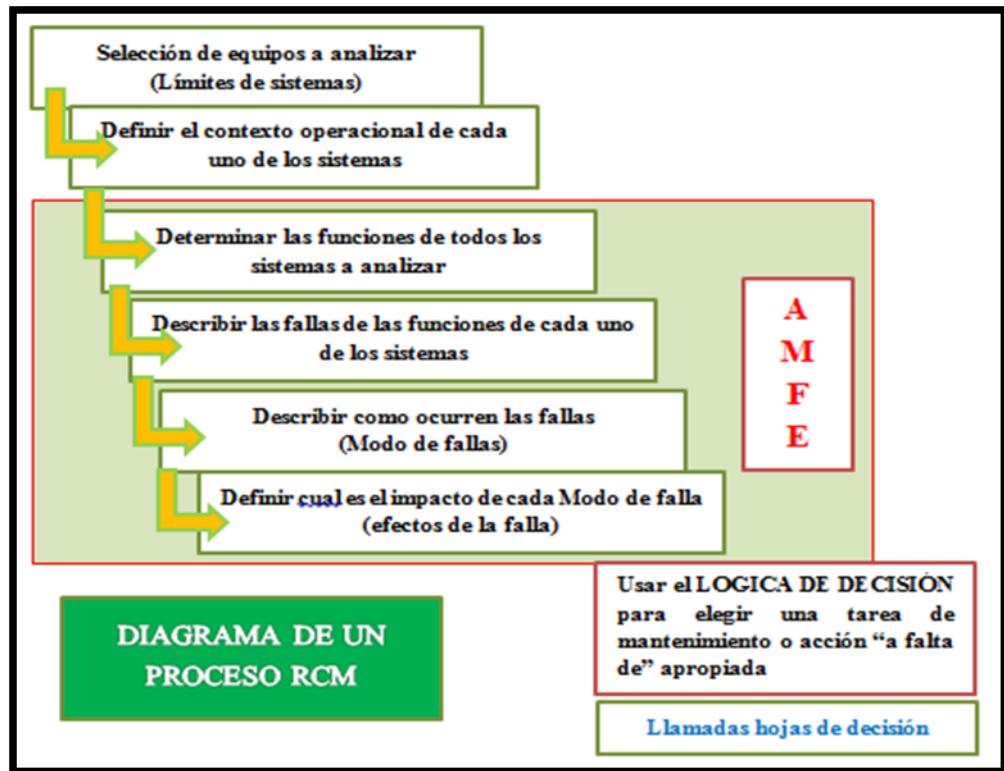 Selección de equipos a analizar
(Límites de sistemas)
Definir el contexto operacional de cada
uno de los sistemas
Determinar las funciones de todos los
sistemas a analizar
Describir las fallas de las funciones de cada uno
de los sistemas
Describir como ocurren las fallas
(Modo de fallas)
Definir cual es el impacto de cada Modo de falla
(efectos de la falla)
A
M
F
E
Usar el LOGICA DE DECISIÓN
para elegir una tarea de
mantenimiento o acción “a falta
de” apropiada
Llamadas hojas de decisión
DIAGRAMA DE UN
PROCESO RCM